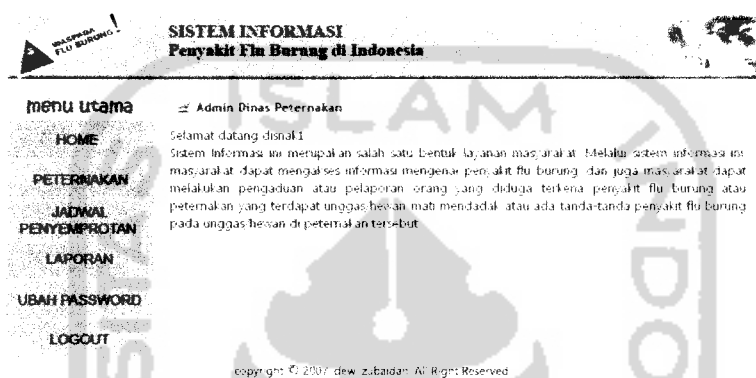 WASPADA
FLU BURUNG!
SISTEM INFORMASI
Penyakit Flu Burung di Indonesia
menu utama
HOME
PETERNAKAN
JADWAL
PENYEMPROTAN
LAPORAN
UBAH PASSWORD
LOGOUT
Admin Dinas Peternakan
Selamat datang disnak1
Sistem Informasi ini merupakan salah satu bentuk layanan masyarakat. Melalui sistem informasi ini
masyarakat dapat mengakses informasi mengenai penyakit flu burung dan juga masyarakat dapat
melakukan pengaduan atau pelaporan orang yang diduga terkena penyakit flu burung atau
peternakan yang terdapat unggas/hewan mati mendadak atau ada tanda-tanda penyakit flu burung
pada unggas/hewan di peternakan tersebut
copyright © 2007 dewi zubaidah All Right Reserved
ISLAM